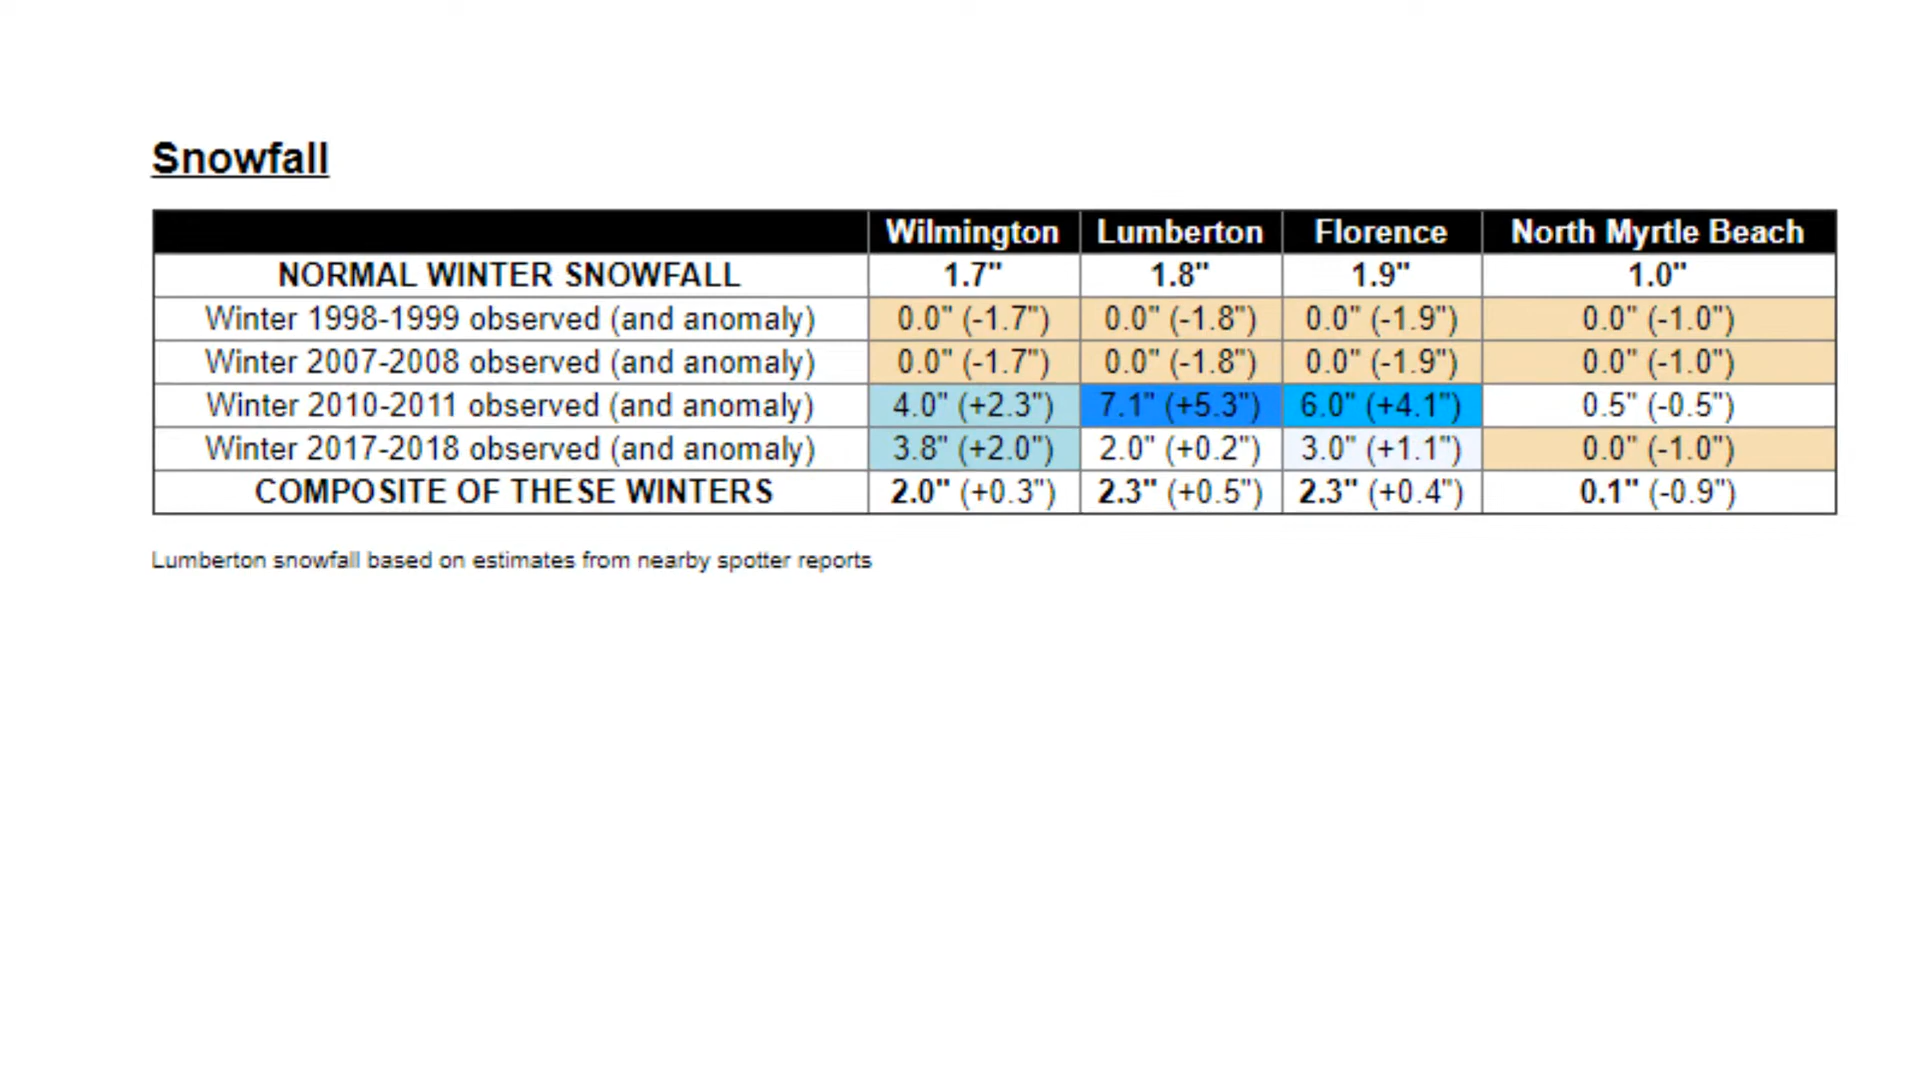 Snowfall
Wilmington Lumberton Florence North Myrtle Beach
NORMAL WINTER SNOWFALL 1.7" 1.8" 1.9" 1.0"
Winter 1998-1999 observed (and anomaly) 0.0" (-1.7") 0.0" (-1.8") 0.0" (-1.9") 0.0" (-1.0")
Winter 2007-2008 observed (and anomaly) 0.0" (-1.7") 0.0" (-1.8") 0.0" (-1.9") 0.0" (-1.0")
Winter 2010-2011 observed (and anomaly) 4.0" (+2.3") 7.1" (+5.3") 6.0" (+4.1") 0.5" (-0.5")
Winter 2017-2018 observed (and anomaly) 3.8" (+2.0") 2.0" (+0.2") 3.0" (+1.1") 0.0" (-1.0")
COMPOSITE OF THESE WINTERS 2.0" (+0.3") 2.3" (+0.5") 2.3" (+0.4") 0.1" (-0.9")
Lumberton snowfall based on estimates from nearby spotter reports